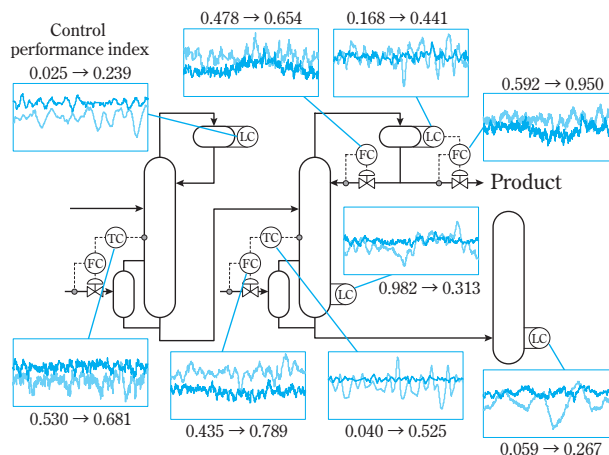 Control
performance index
0.025 → 0.239
0.478 → 0.654
0.168 → 0.441
0.592 → 0.950
LC
LC
FC
FC
Product
TC
FC
TC
FC
LC
0.982 → 0.313
LC
0.530 → 0.681
0.435 → 0.789
0.040 → 0.525
0.059 → 0.267